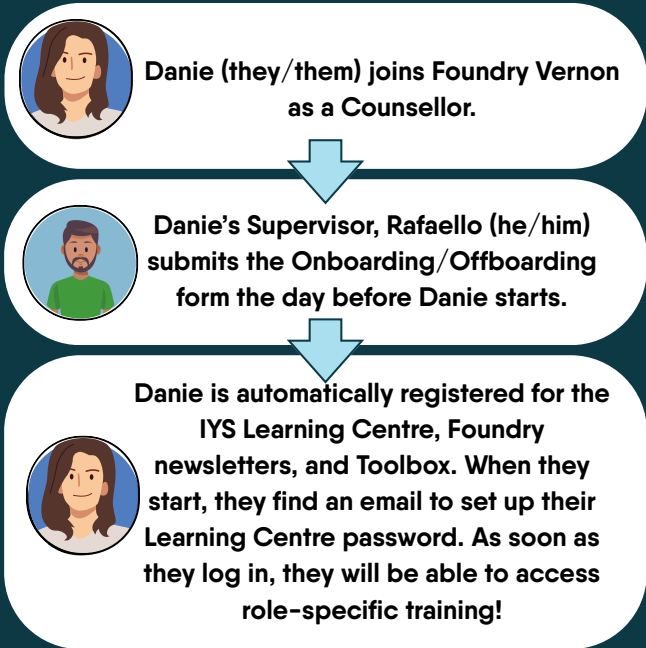 Danie (they/them) joins Foundry Vernon
as a Counsellor.
Danie's Supervisor, Rafaello (he/him)
submits the Onboarding/Offboarding
form the day before Danie starts.
Danie is automatically registered for the
IYS Learning Centre, Foundry
newsletters, and Toolbox. When they
start, they find an email to set up their
Learning Centre password. As soon as
they log in, they will be able to access
role-specific training!